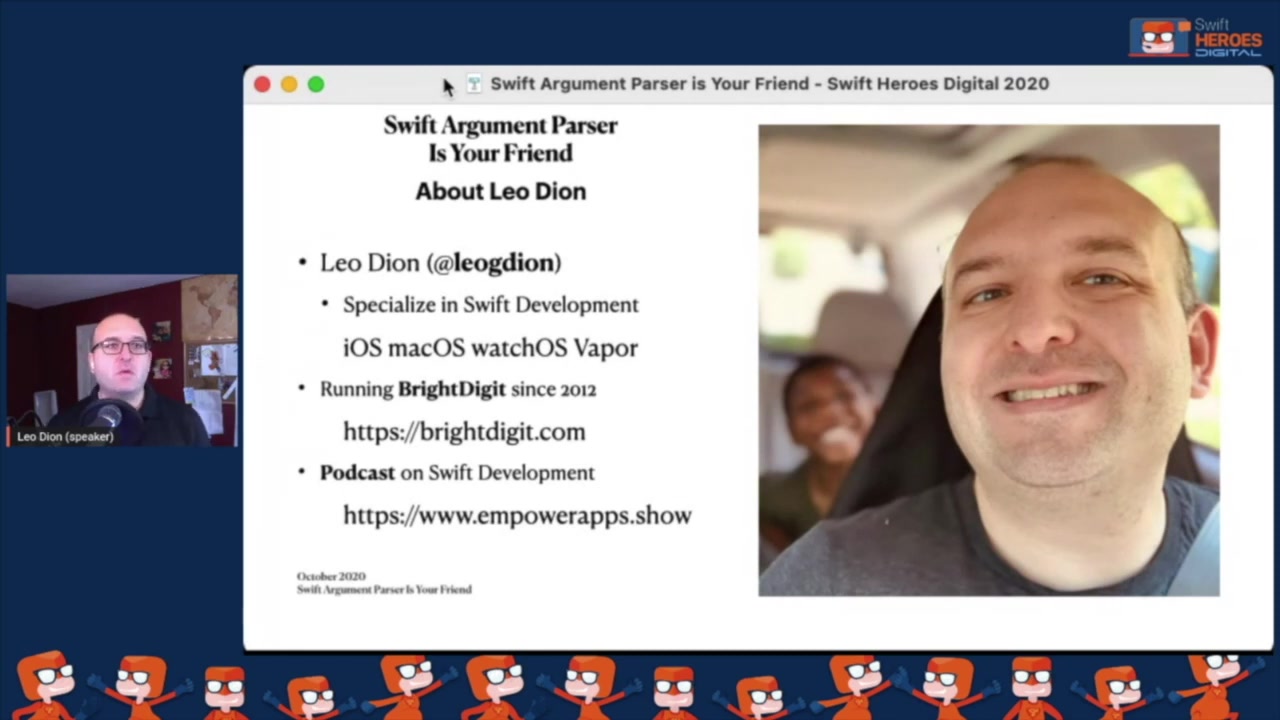 Swift
HEROES
DIGITAL
Swift Argument Parser is Your Friend - Swift Heroes Digital 2020
Swift Argument Parser
Is Your Friend
About Leo Dion
• Leo Dion (@leogdion)
• Specialize in Swift Development
iOS macOS watchOS Vapor
• Running BrightDigit since 2012
https://brightdigit.com
• Podcast on Swift Development
https://www.empowerapps.show
October 2020
Swift Argument Parser Is Your Friend
Leo Dion (speaker)